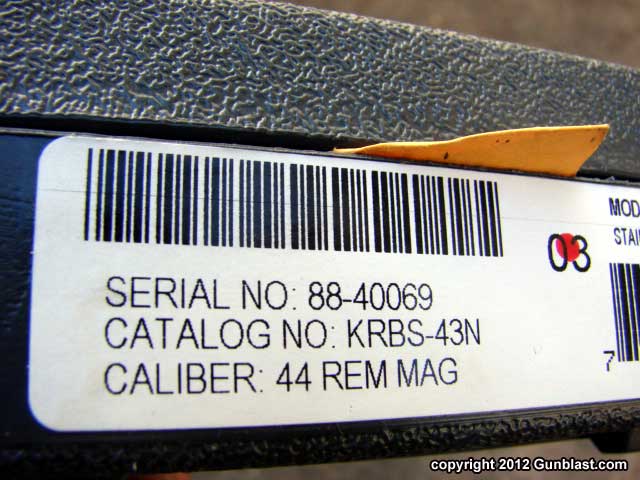 SERIAL NO: 88-40069
CATALOG NO: KRBS-43N
CALIBER: 44 REM MAG
03
MOD
STAI
7
copyright 2012 Gunblast.com